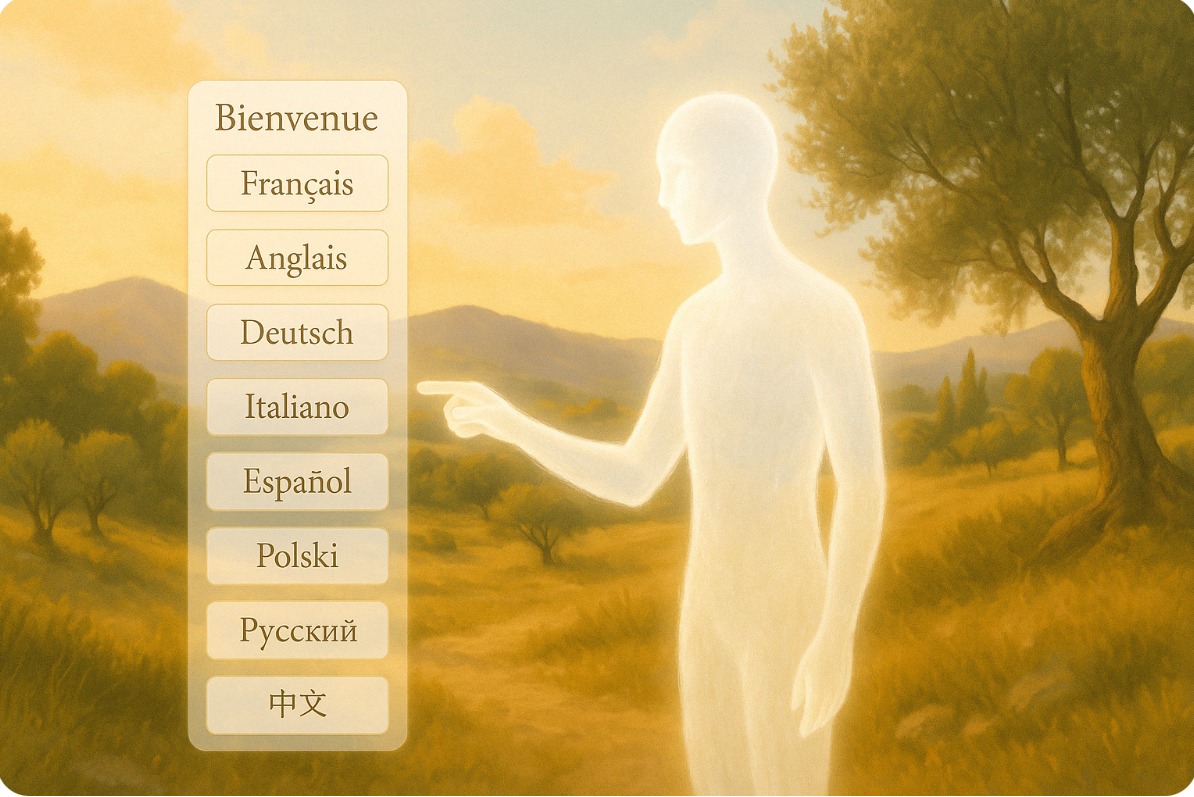 Bienvenue
Français
Anglais
Deutsch
Italiano
Español
Polski
Русский
中文